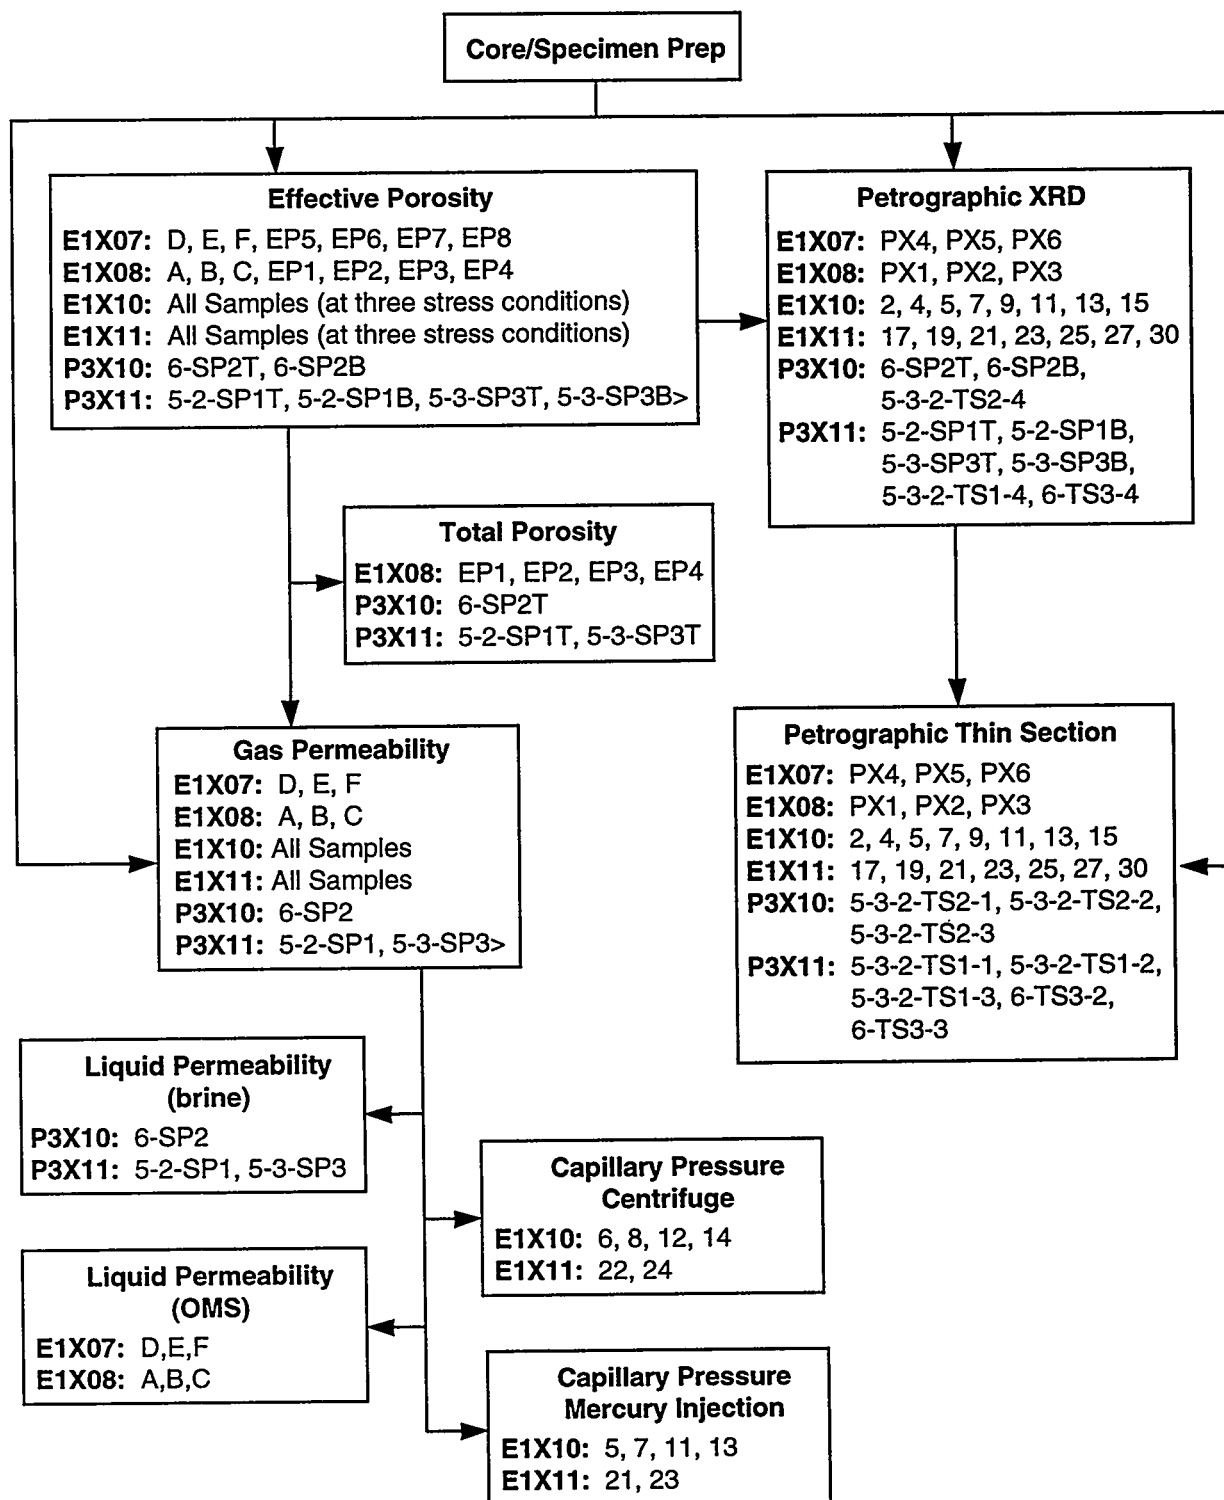 Core/Specimen Prep
Effective Porosity
E1X07: D, E, F, EP5, EP6, EP7, EP8
E1X08: A, B, C, EP1, EP2, EP3, EP4
E1X10: All Samples (at three stress conditions)
E1X11: All Samples (at three stress conditions)
P3X10: 6-SP2T, 6-SP2B
P3X11: 5-2-SP1T, 5-2-SP1B, 5-3-SP3T, 5-3-SP3B>
Petrographic XRD
E1X07: PX4, PX5, PX6
E1X08: PX1, PX2, PX3
E1X10: 2, 4, 5, 7, 9, 11, 13, 15
E1X11: 17, 19, 21, 23, 25, 27, 30
P3X10: 6-SP2T, 6-SP2B,
5-3-2-TS2-4
P3X11: 5-2-SP1T, 5-2-SP1B,
5-3-SP3T, 5-3-SP3B,
5-3-2-TS1-4, 6-TS3-4
Total Porosity
E1X08: EP1, EP2, EP3, EP4
P3X10: 6-SP2T
P3X11: 5-2-SP1T, 5-3-SP3T
Gas Permeability
E1X07: D, E, F
E1X08: A, B, C
E1X10: All Samples
E1X11: All Samples
P3X10: 6-SP2
P3X11: 5-2-SP1, 5-3-SP3>
Petrographic Thin Section
E1X07: PX4, PX5, PX6
E1X08: PX1, PX2, PX3
E1X10: 2, 4, 5, 7, 9, 11, 13, 15
E1X11: 17, 19, 21, 23, 25, 27, 30
P3X10: 5-3-2-TS2-1, 5-3-2-TS2-2,
5-3-2-TS2-3
P3X11: 5-3-2-TS1-1, 5-3-2-TS1-2,
5-3-2-TS1-3, 6-TS3-2,
6-TS3-3
Liquid Permeability
(brine)
P3X10: 6-SP2
P3X11: 5-2-SP1, 5-3-SP3
Capillary Pressure
Centrifuge
E1X10: 6, 8, 12, 14
E1X11: 22, 24
Liquid Permeability
(OMS)
E1X07: D,E,F
E1X08: A,B,C
Capillary Pressure
Mercury Injection
E1X10: 5, 7, 11, 13
E1X11: 21, 23